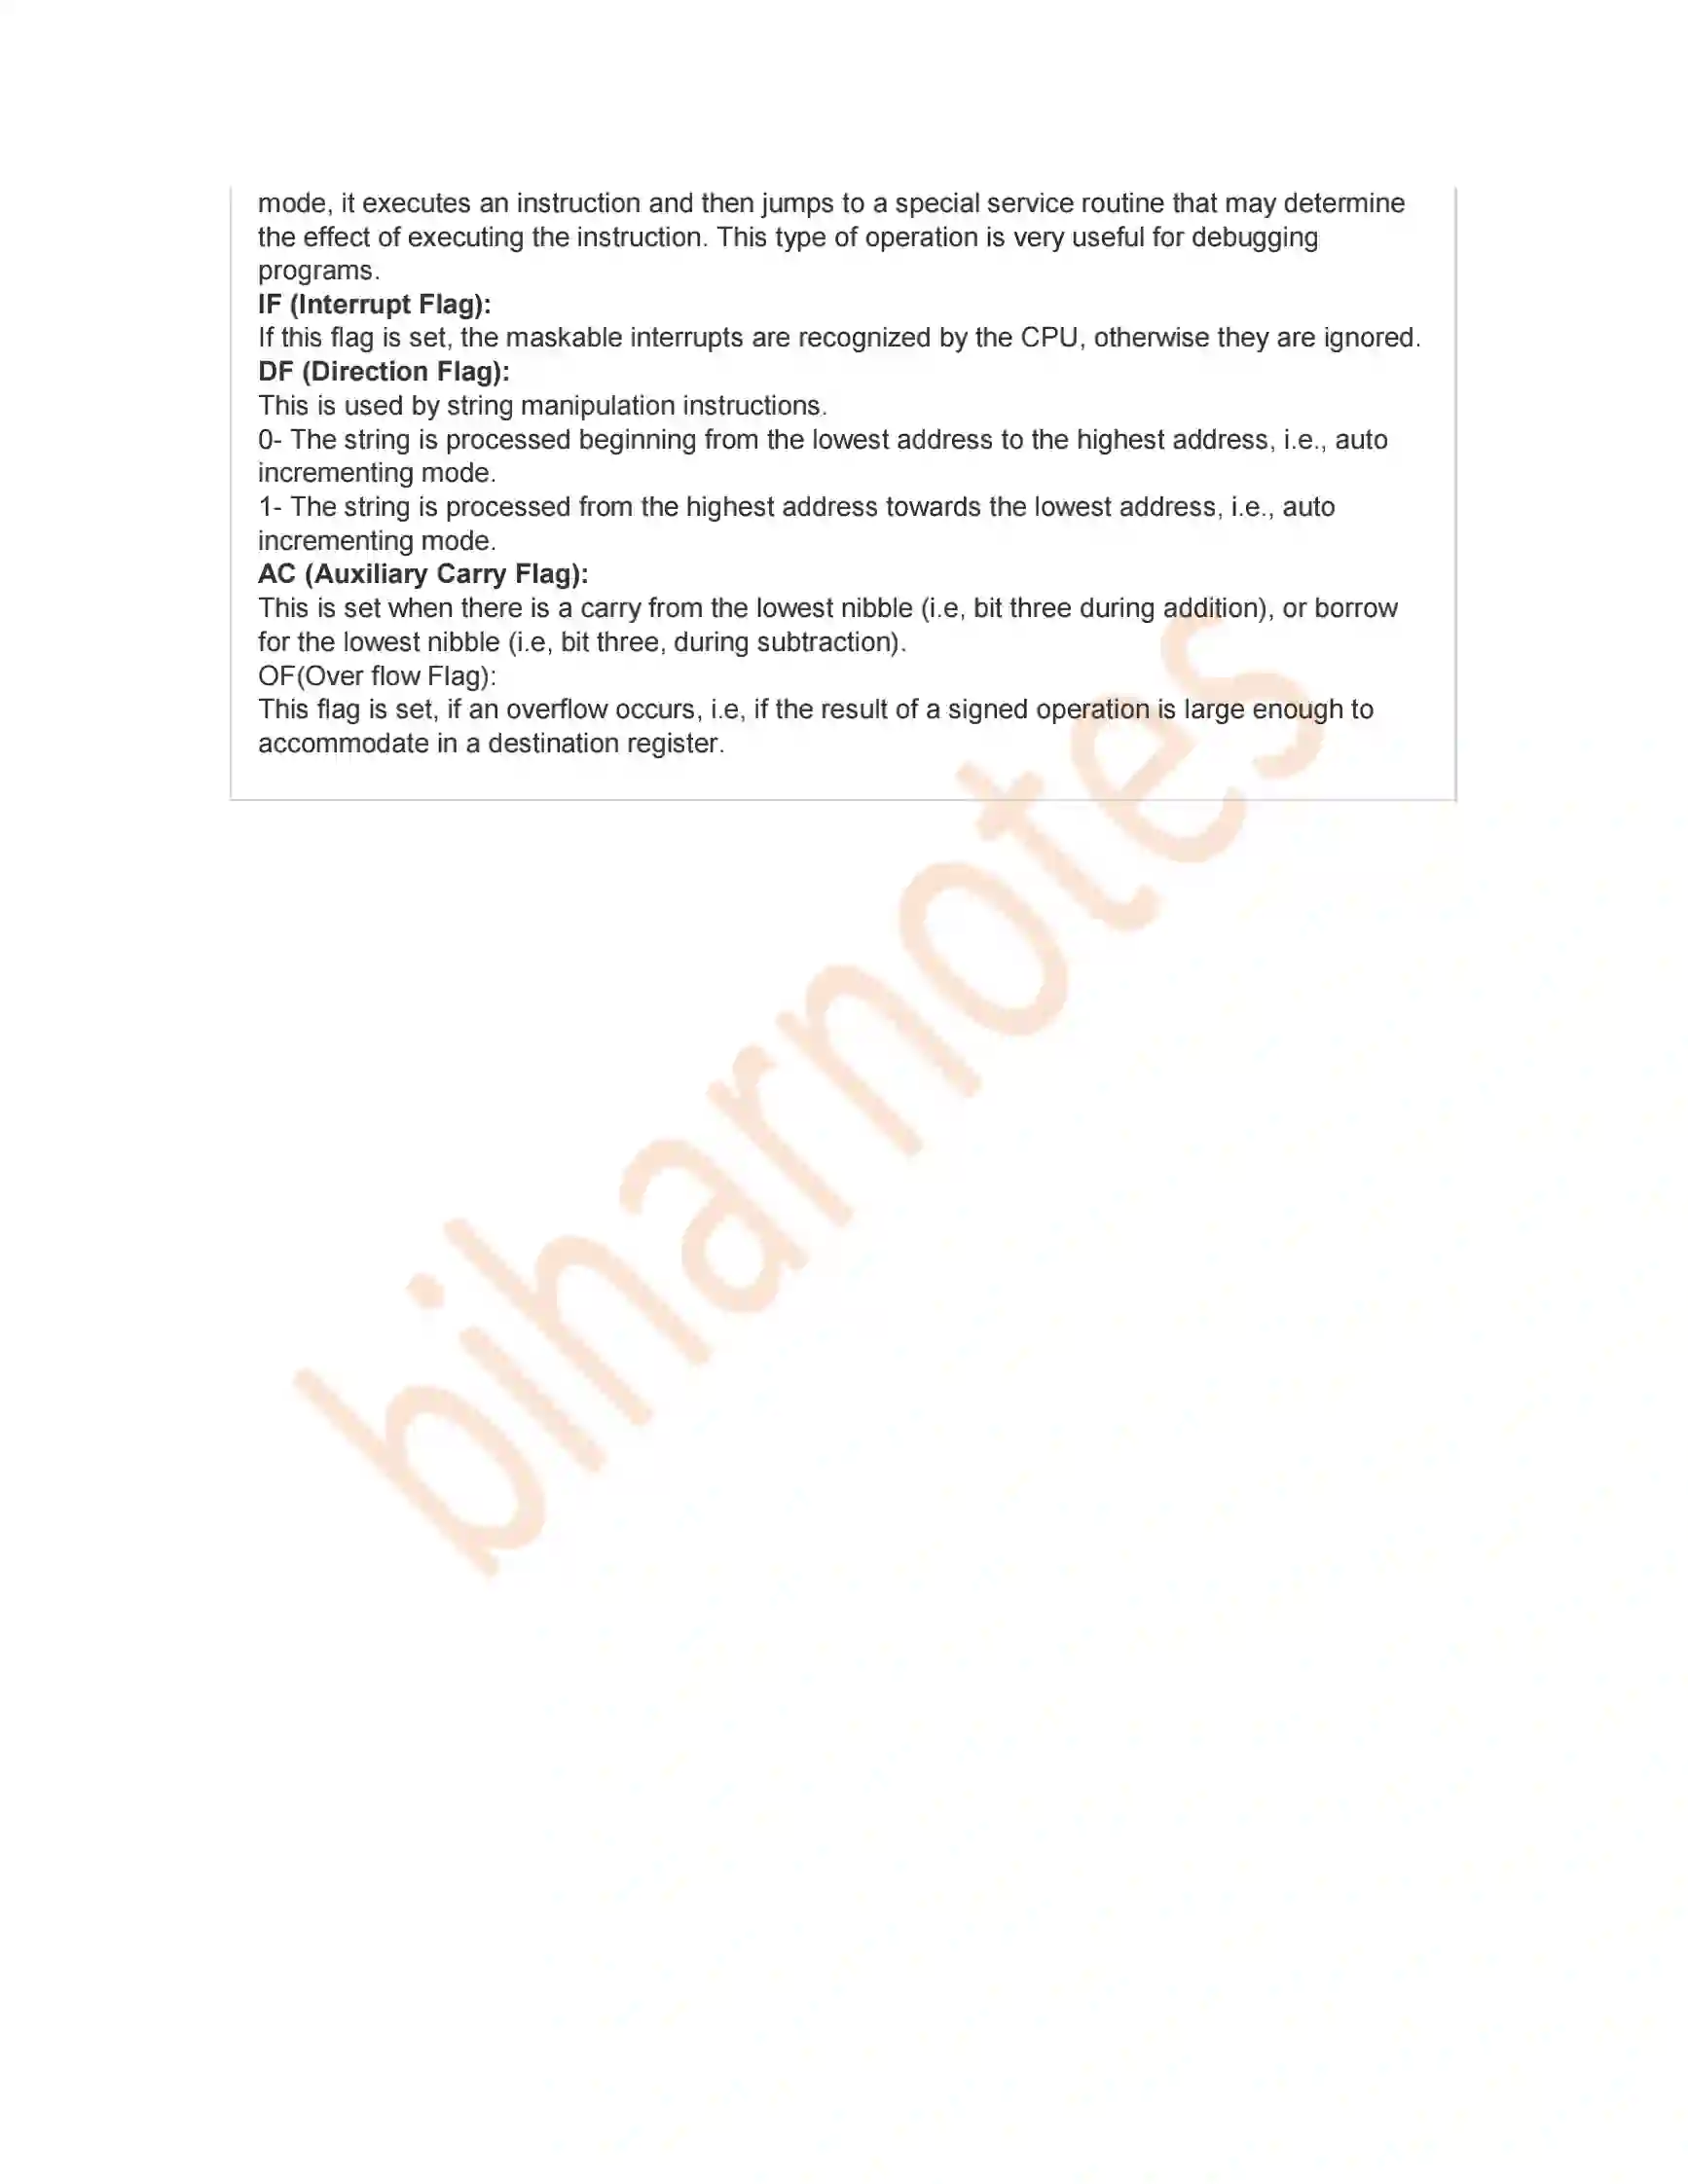 mode, it executes an instruction and then jumps to a special service routine that may determine
the effect of executing the instruction. This type of operation is very useful for debugging
programs.
IF (Interrupt Flag):
If this flag is set, the maskable interrupts are recognized by the CPU, otherwise they are ignored.
DF (Direction Flag):
This is used by string manipulation instructions.
0- The string is processed beginning from the lowest address to the highest address, i.e., auto
incrementing mode.
1- The string is processed from the highest address towards the lowest address, i.e., auto
incrementing mode.
AC (Auxiliary Carry Flag):
This is set when there is a carry from the lowest nibble (i.e, bit three during addition), or borrow
for the lowest nibble (i.e, bit three, during subtraction).
OF(Over flow Flag):
This flag is set, if an overflow occurs, i.e, if the result of a signed operation is large enough to
accommodate in a destination register.
biharnotes